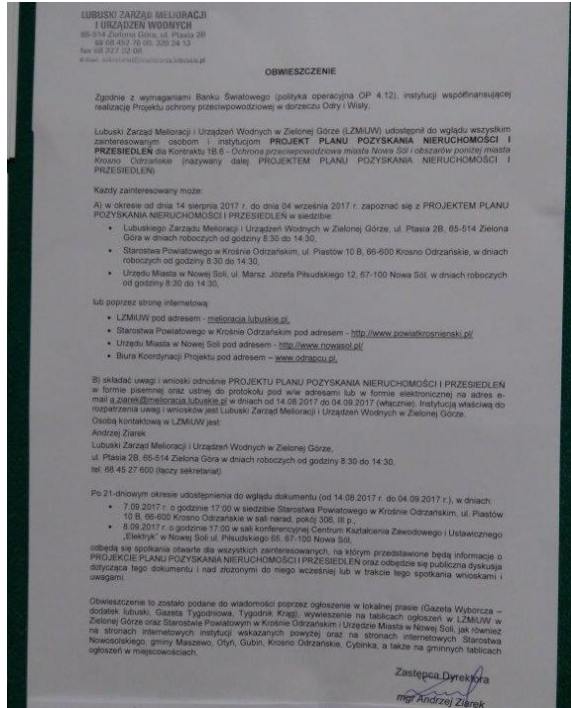 LUBUSKI ZARZĄD MELIORACJI
I URZĄDZEŃ WODNYCH
65-514 Zielona Góra, ul. Ptasia 2B
OBWIESZCZENIE
Zgodnie z wymaganiami Banku Światowego (polityka operacyjna OP 4.12), instytucji współfinansującej
realizację Projektu ochrony przeciwpowodziowej w dorzeczu Odry i Wisły.
Lubuski Zarząd Melioracji i Urządzeń Wodnych w Zielonej Górze (LZMiUW) udostępnił do wglądu wszystkim
zainteresowanym osobom i instytucjom PROJEKT PLANU POZYSKANIA NIERUCHOMOŚCI I
PRZESIEDLEŃ dla Kontraktu 1B.6 - Ochrona przeciwpowodziowa miasta Nowa Sól i obszarów poniżej miasta
Krosno Odrzańskie (nazywany dalej PROJEKTEM PLANU POZYSKANIA NIERUCHOMOŚCI I
PRZESIEDLEŃ)
Każdy zainteresowany może:
A) w okresie od dnia 14 sierpnia 2017 r. do dnia 04 września 2017 r. zapoznać się z PROJEKTEM PLANU
POZYSKANIA NIERUCHOMOŚCI I PRZESIEDLEŃ w siedzibie:
• Lubuskiego Zarządu Melioracji i Urządzeń Wodnych w Zielonej Górze, ul. Ptasia 2B, 65-514 Zielona
Góra w dniach roboczych od godziny 8:30 do 14:30,
• Starostwa Powiatowego w Krośnie Odrzańskim, ul. Piastów 10 B, 66-600 Krosno Odrzańskie, w dniach
roboczych od godziny 8:30 do 14:30,
• Urzędu Miasta w Nowej Soli, ul. Marsz. Józefa Piłsudskiego 12, 67-100 Nowa Sól, w dniach roboczych
od godziny 8:30 do 14:30,
lub poprzez stronę internetową:
• LZMiUW pod adresem - melioracja.lubuskie.pl,
• Starostwa Powiatowego w Krośnie Odrzańskim pod adresem - http://www.powiatkrosnienski.pl/
• Urzędu Miasta w Nowej Soli pod adresem - http://www.nowasol.pl/
• Biura Koordynacji Projektu pod adresem – www.odrapcu.pl.
B) składać uwagi i wnioski odnośnie PROJEKTU PLANU POZYSKANIA NIERUCHOMOŚCI I PRZESIEDLEŃ
w formie pisemnej oraz ustnej do protokołu pod w/w adresami lub w formie elektronicznej na adres e-
mail a.ziarek@melioracja.lubuskie.pl w dniach od 14.08.2017 do 04.09.2017 (włącznie). Instytucją właściwą do
rozpatrzenia uwag i wniosków jest Lubuski Zarząd Melioracji i Urządzeń Wodnych w Zielonej Górze.
Osobą kontaktową w LZMiUW jest:
Andrzej Ziarek
Lubuski Zarząd Melioracji i Urządzeń Wodnych w Zielonej Górze,
ul. Ptasia 2B, 65-514 Zielona Góra w dniach roboczych od godziny 8:30 do 14:30,
tel. 68 45 27 600 (łączy sekretariat)
Po 21-dniowym okresie udostępnienia do wglądu dokumentu (od 14.08.2017 r. do 04.09.2017 r.), w dniach:
• 7.09.2017 r. o godzinie 17:00 w siedzibie Starostwa Powiatowego w Krośnie Odrzańskim, ul. Piastów
10 B, 66-600 Krosno Odrzańskie w sali narad, pokój 306, III p.,
• 8.09.2017 r. o godzinie 17:00 w sali konferencyjnej Centrum Kształcenia Zawodowego i Ustawicznego
„Elektryk” w Nowej Soli ul. Piłsudskiego 65, 67-100 Nowa Sól,
odbędą się spotkania otwarte dla wszystkich zainteresowanych, na którym przedstawione będą informacje o
PROJEKCIE PLANU POZYSKANIA NIERUCHOMOŚCI I PRZESIEDLEŃ oraz odbędzie się publiczna dyskusja
dotycząca tego dokumentu i nad złożonymi do niego wcześniej lub w trakcie tego spotkania wnioskami i
uwagami.
Obwieszczenie to zostało podane do wiadomości poprzez ogłoszenie w lokalnej prasie (Gazeta Wyborcza –
dodatek lubuski, Gazeta Tygodniowa, Tygodnik Krąg), wywieszenie na tablicach ogłoszeń w LZMiUW w
Zielonej Górze oraz Starostwie Powiatowym w Krośnie Odrzańskim i Urzędzie Miasta w Nowej Soli, jak również
na stronach internetowych instytucji wskazanych powyżej oraz na stronach internetowych Starostwa
Nowosolskiego, gminy Maszewo, Otyń, Gubin, Krosno Odrzańskie, Cybinka, a także na gminnych tablicach
ogłoszeń w miejscowościach.
Zastępca Dyrektora
mgr Andrzej Ziarek